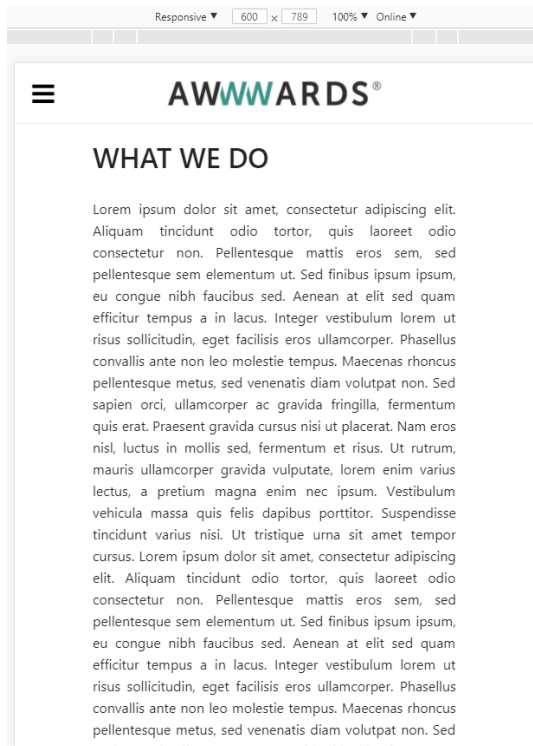 Responsive ▼ 600 x 789 100% ▼ Online ▼
AWWWARDS®
WHAT WE DO
Lorem ipsum dolor sit amet, consectetur adipiscing elit.
Aliquam tincidunt odio tortor, quis laoreet odio
consectetur non. Pellentesque mattis eros sem, sed
pellentesque sem elementum ut. Sed finibus ipsum ipsum,
eu congue nibh faucibus sed. Aenean at elit sed quam
efficitur tempus a in lacus. Integer vestibulum lorem ut
risus sollicitudin, eget facilisis eros ullamcorper. Phasellus
convallis ante non leo molestie tempus. Maecenas rhoncus
pellentesque metus, sed venenatis diam volutpat non. Sed
sapien orci, ullamcorper ac gravida fringilla, fermentum
quis erat. Praesent gravida cursus nisi ut placerat. Nam eros
nisl, luctus in mollis sed, fermentum et risus. Ut rutrum,
mauris ullamcorper gravida vulputate, lorem enim varius
lectus, a pretium magna enim nec ipsum. Vestibulum
vehicula massa quis felis dapibus porttitor. Suspendisse
tincidunt varius nisi. Ut tristique urna sit amet tempor
cursus. Lorem ipsum dolor sit amet, consectetur adipiscing
elit. Aliquam tincidunt odio tortor, quis laoreet odio
consectetur non. Pellentesque mattis eros sem, sed
pellentesque sem elementum ut. Sed finibus ipsum ipsum,
eu congue nibh faucibus sed. Aenean at elit sed quam
efficitur tempus a in lacus. Integer vestibulum lorem ut
risus sollicitudin, eget facilisis eros ullamcorper. Phasellus
convallis ante non leo molestie tempus. Maecenas rhoncus
pellentesque metus, sed venenatis diam volutpat non. Sed